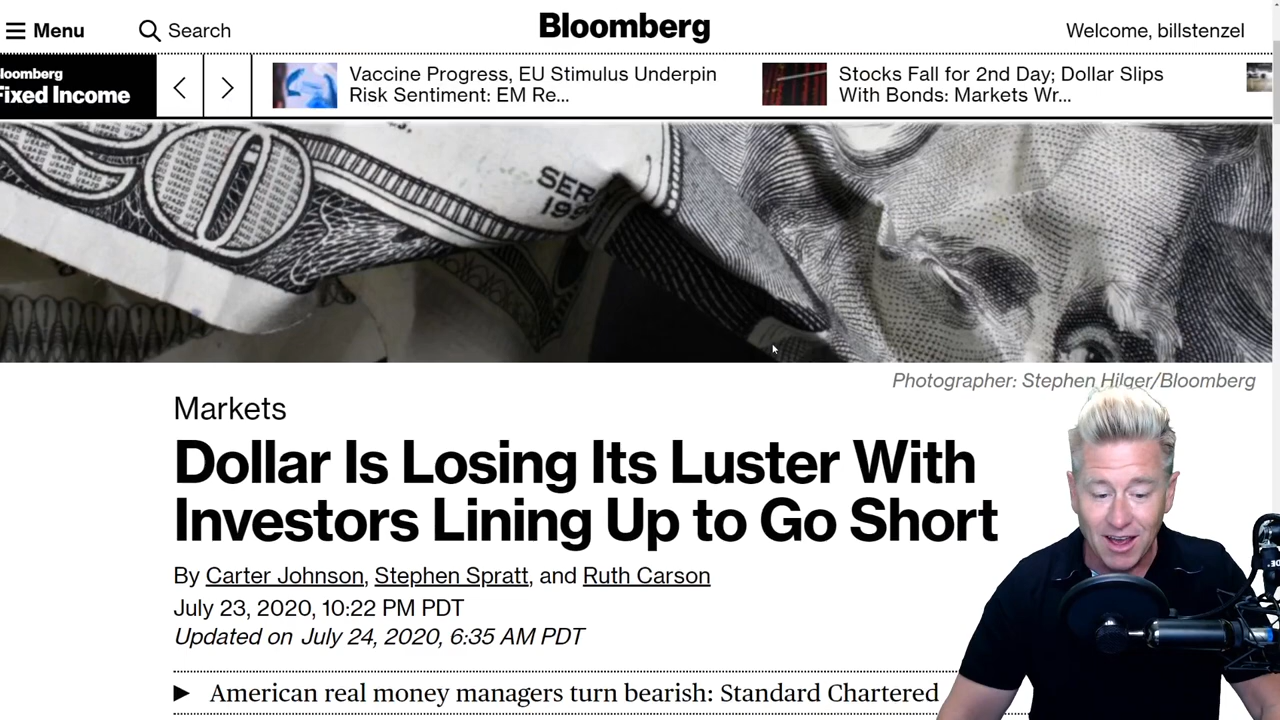 Menu
Search
Bloomberg
Welcome, billstenzel
loomberg
Fixed Income
Vaccine Progress, EU Stimulus Underpin
Risk Sentiment: EM Re...
Stocks Fall for 2nd Day; Dollar Slips
With Bonds: Markets Wr...
SER
199
Photographer: Stephen Hilger/Bloomberg
Markets
Dollar Is Losing Its Luster With
Investors Lining Up to Go Short
By Carter Johnson, Stephen Spratt, and Ruth Carson
July 23, 2020, 10:22 PM PDT
Updated on July 24, 2020, 6:35 AM PDT
American real money managers turn bearish: Standard Chartered